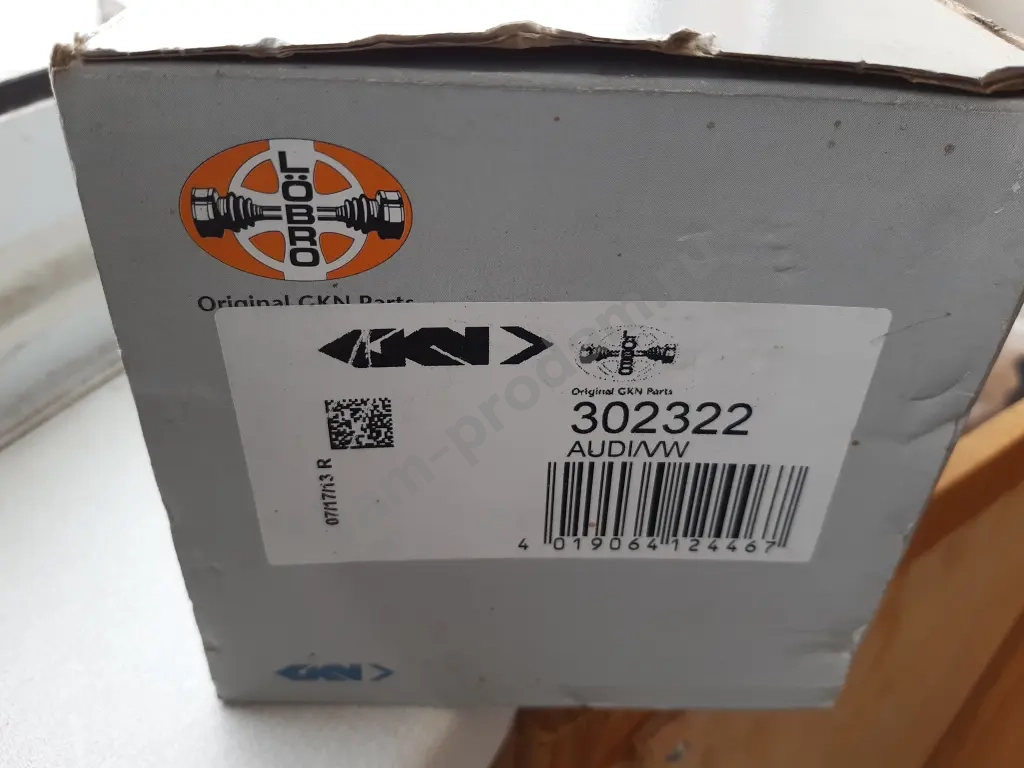 LÖBRO
Original GKN Parts
GKN
LÖBRO
Original GKN Parts
302322
AUDI/VW
07/17/13 R
4 019064 124467
GKN